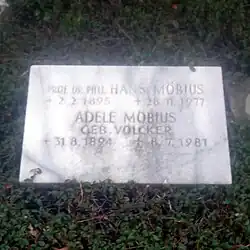 PROF. DR. PHIL. HANS MÖBIUS
* 2.2.1895 + 28.11.1977
ADELE MÖBIUS
GEB. VÖLCKER
* 31.8.1894 + 8.7.1981